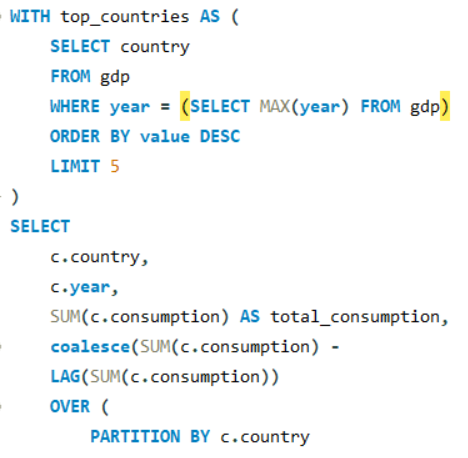 WITH top_countries AS (
SELECT country
FROM gdp
WHERE year = (SELECT MAX(year) FROM gdp)
ORDER BY value DESC
LIMIT 5
)
SELECT
c.country,
c.year,
SUM(c.consumption) AS total_consumption,
coalesce(SUM(c.consumption) -
LAG(SUM(c.consumption))
OVER (
PARTITION BY c.country